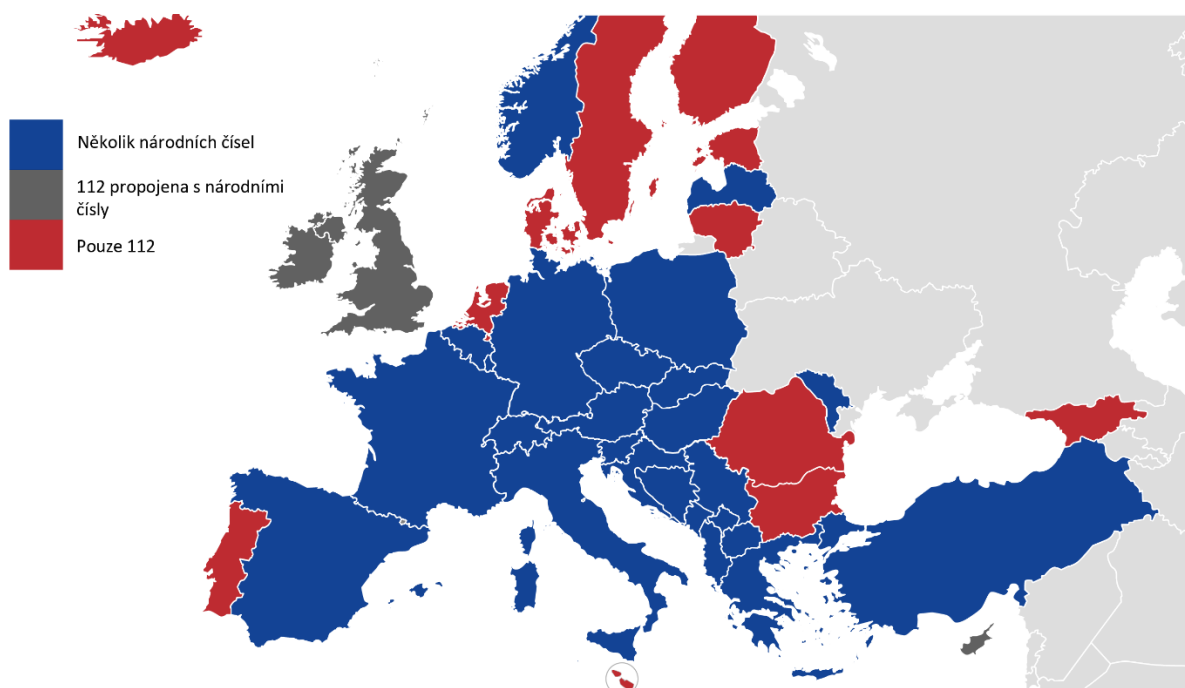 Několik národních čísel
112 propojena s národními
čísly
Pouze 112